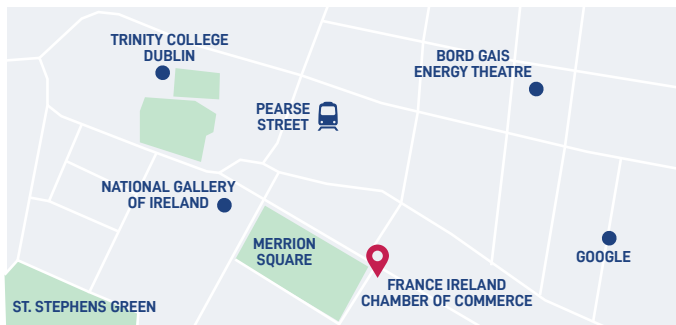 TRINITY COLLEGE
DUBLIN
BORD GAIS
ENERGY THEATRE
PEARSE
STREET
NATIONAL GALLERY
OF IRELAND
MERRION
SQUARE
GOOGLE
FRANCE IRELAND
CHAMBER OF COMMERCE
ST. STEPHENS GREEN